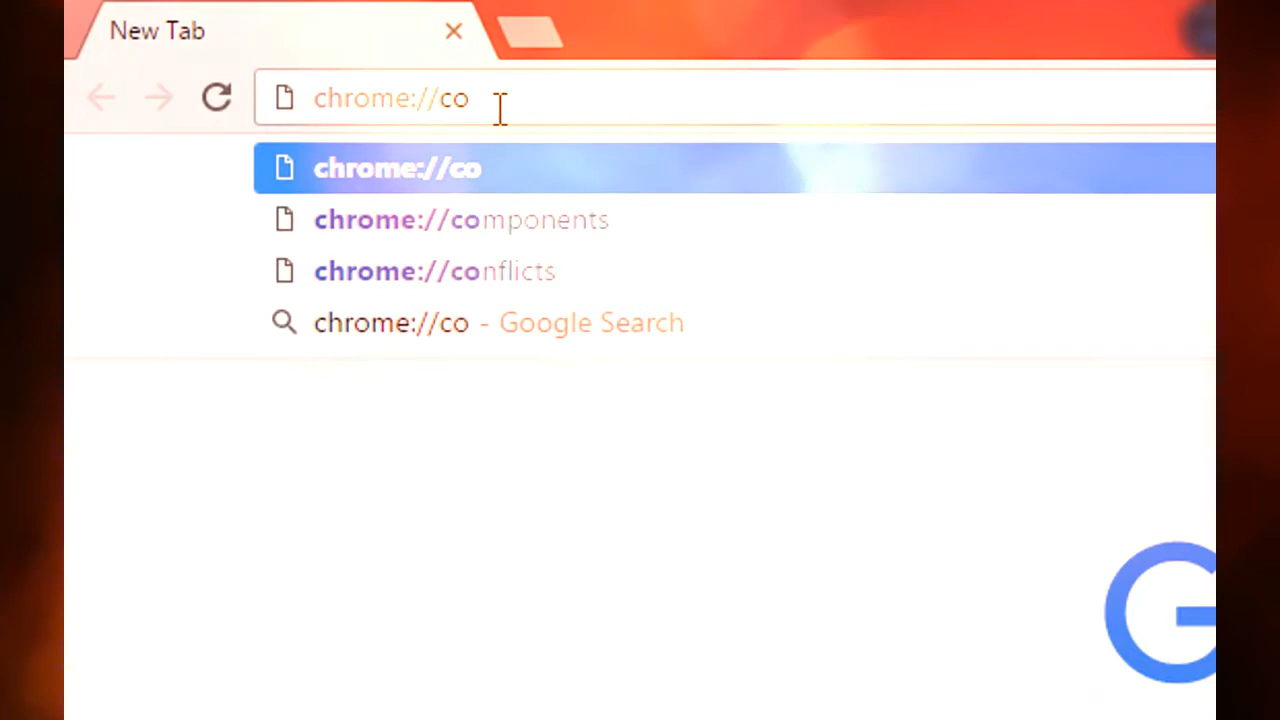 New Tab
chrome://co
chrome://co
chrome://components
chrome://conflicts
chrome://co - Google Search
G